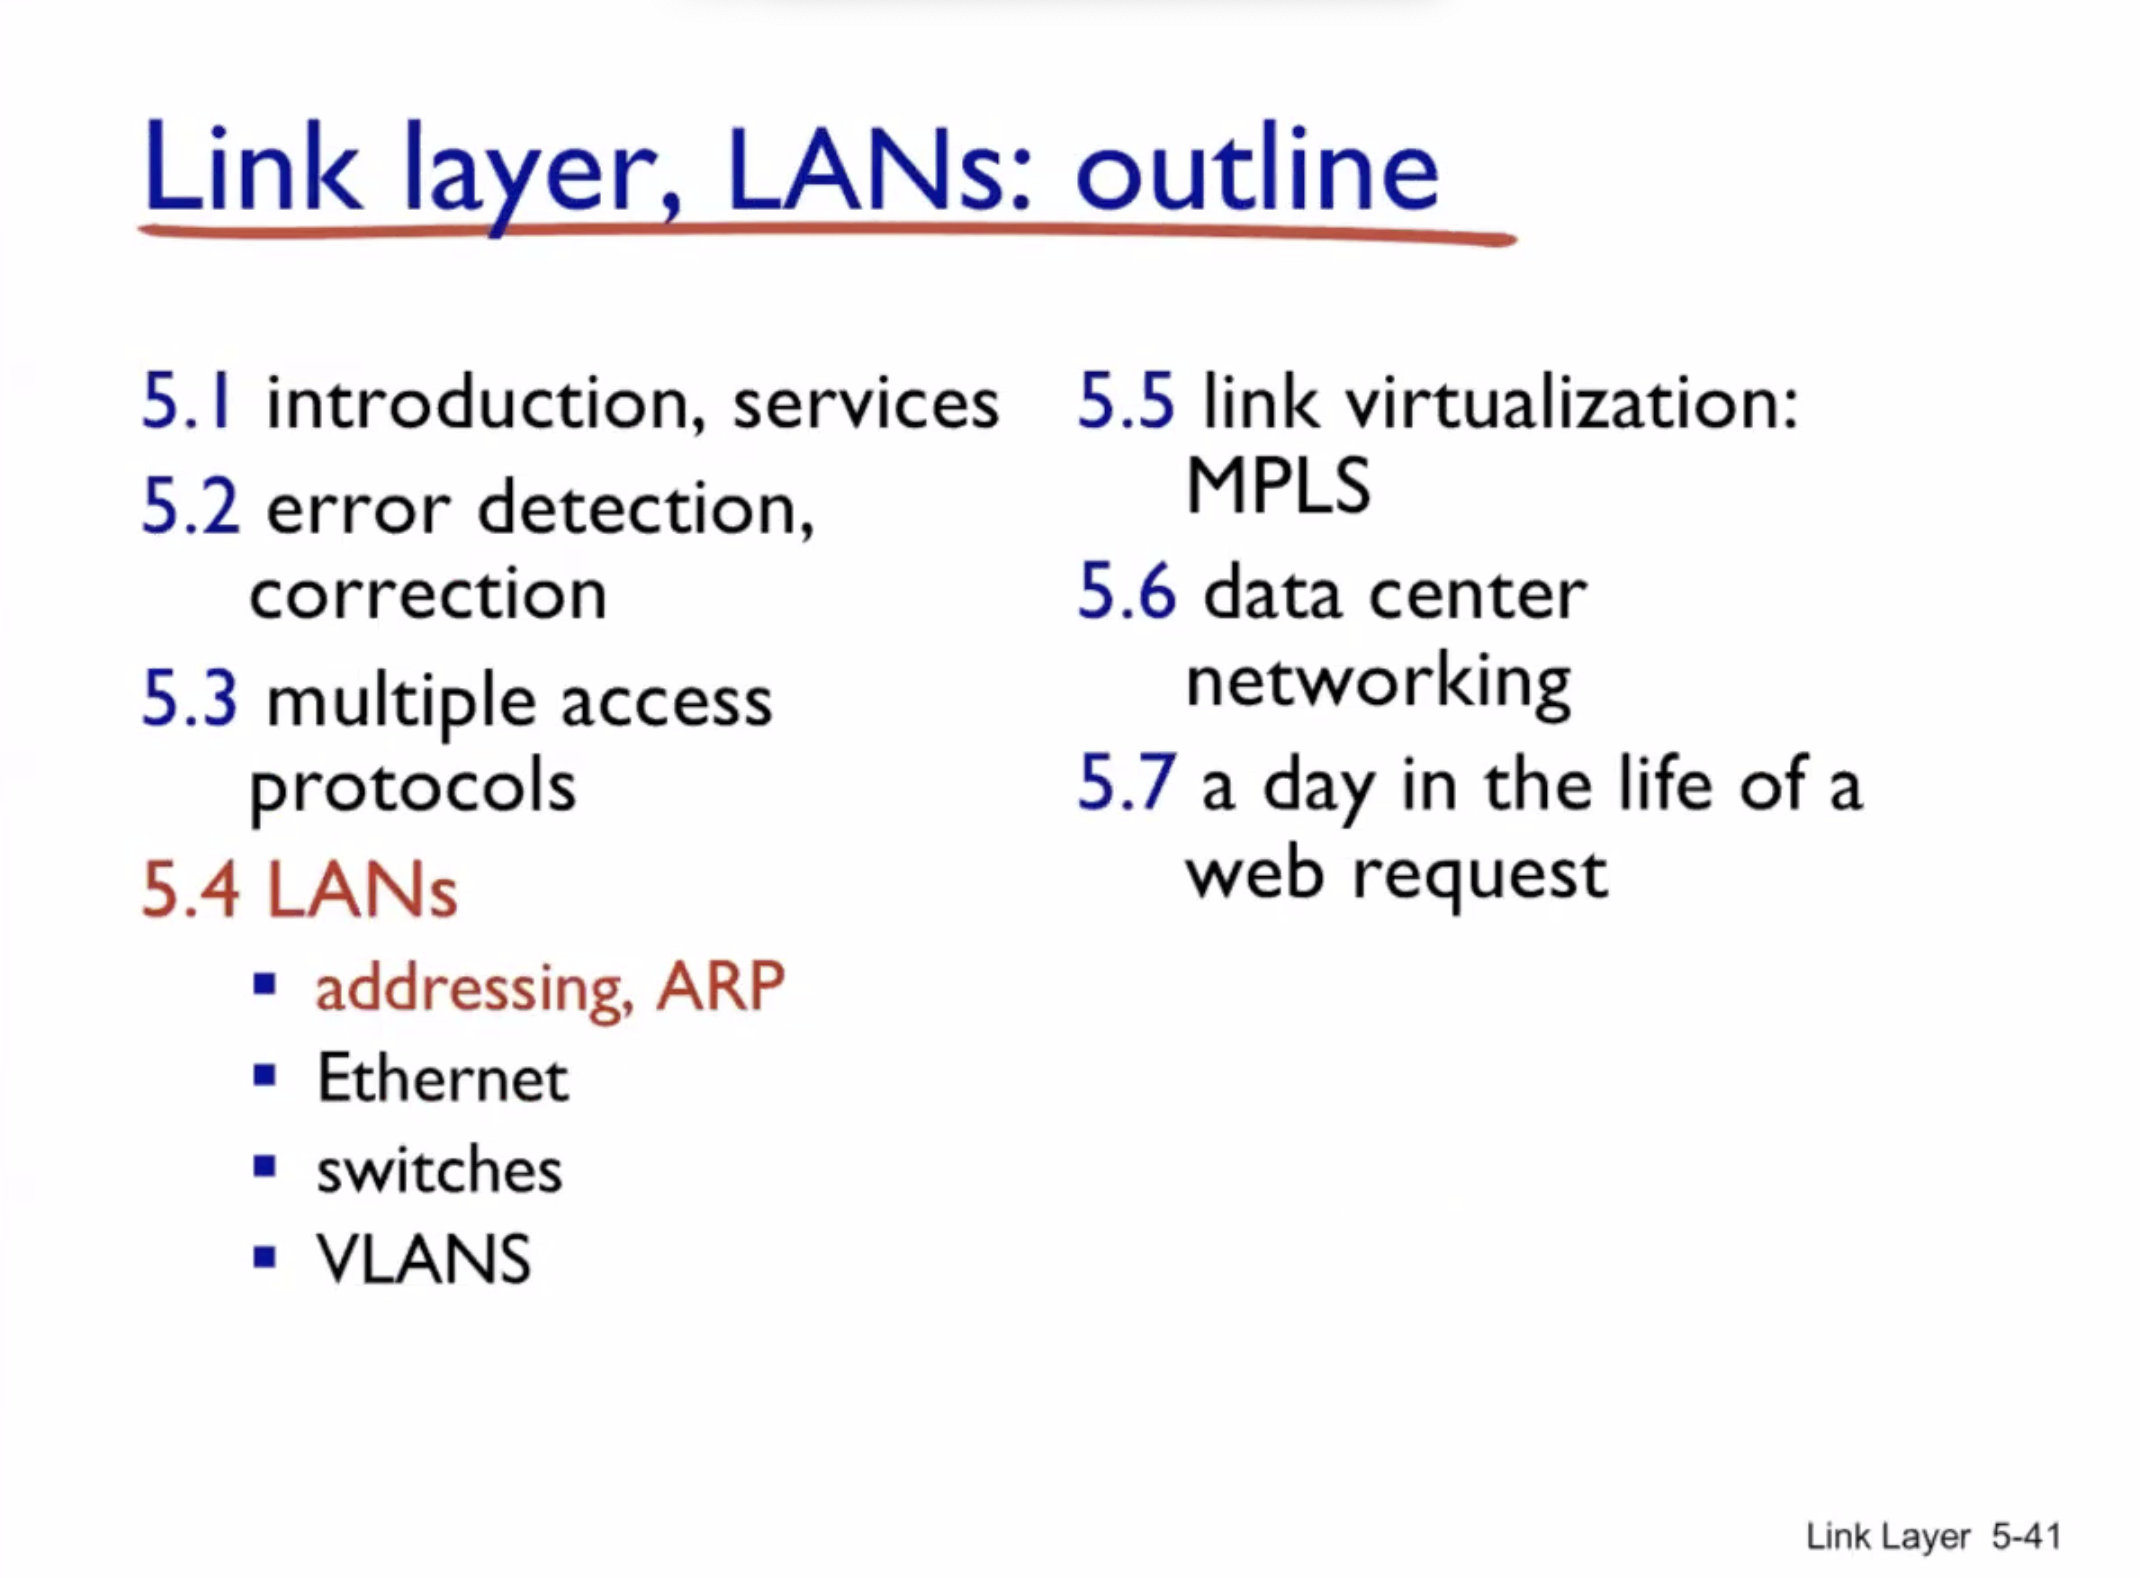 Link layer, LANs: outline
5.1 introduction, services
5.2 error detection,
correction
5.3 multiple access
protocols
5.4 LANs
▪ addressing, ARP
▪ Ethernet
▪ switches
▪ VLANS
5.5 link virtualization:
MPLS
5.6 data center
networking
5.7 a day in the life of a
web request
Link Layer 5-41